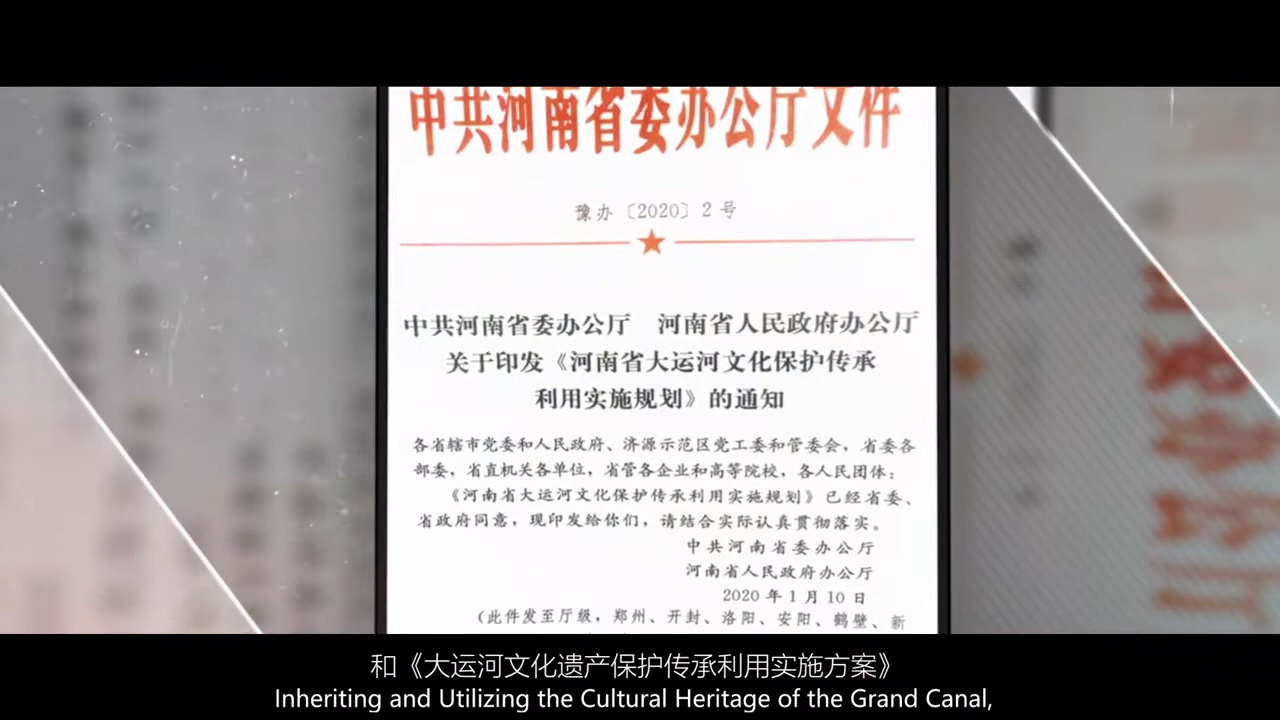 中共河南省委办公厅文件
豫办〔2020〕2号
中共河南省委办公厅 河南省人民政府办公厅
关于印发《河南省大运河文化保护传承
利用实施规划》的通知
各省辖市党委和人民政府、济源示范区党工委和管委会，省委各
部委，省直机关各单位，省管各企业和高等院校，各人民团体：
《河南省大运河文化保护传承利用实施规划》已经省委、
省政府同意，现印发给你们，请结合实际认真贯彻落实。
中共河南省委办公厅
河南省人民政府办公厅
2020年1月10日
（此件发至厅级，郑州、开封、洛阳、安阳、鹤壁、新
和《大运河文化遗产保护传承利用实施方案》
Inheriting and Utilizing the Cultural Heritage of the Grand Canal,